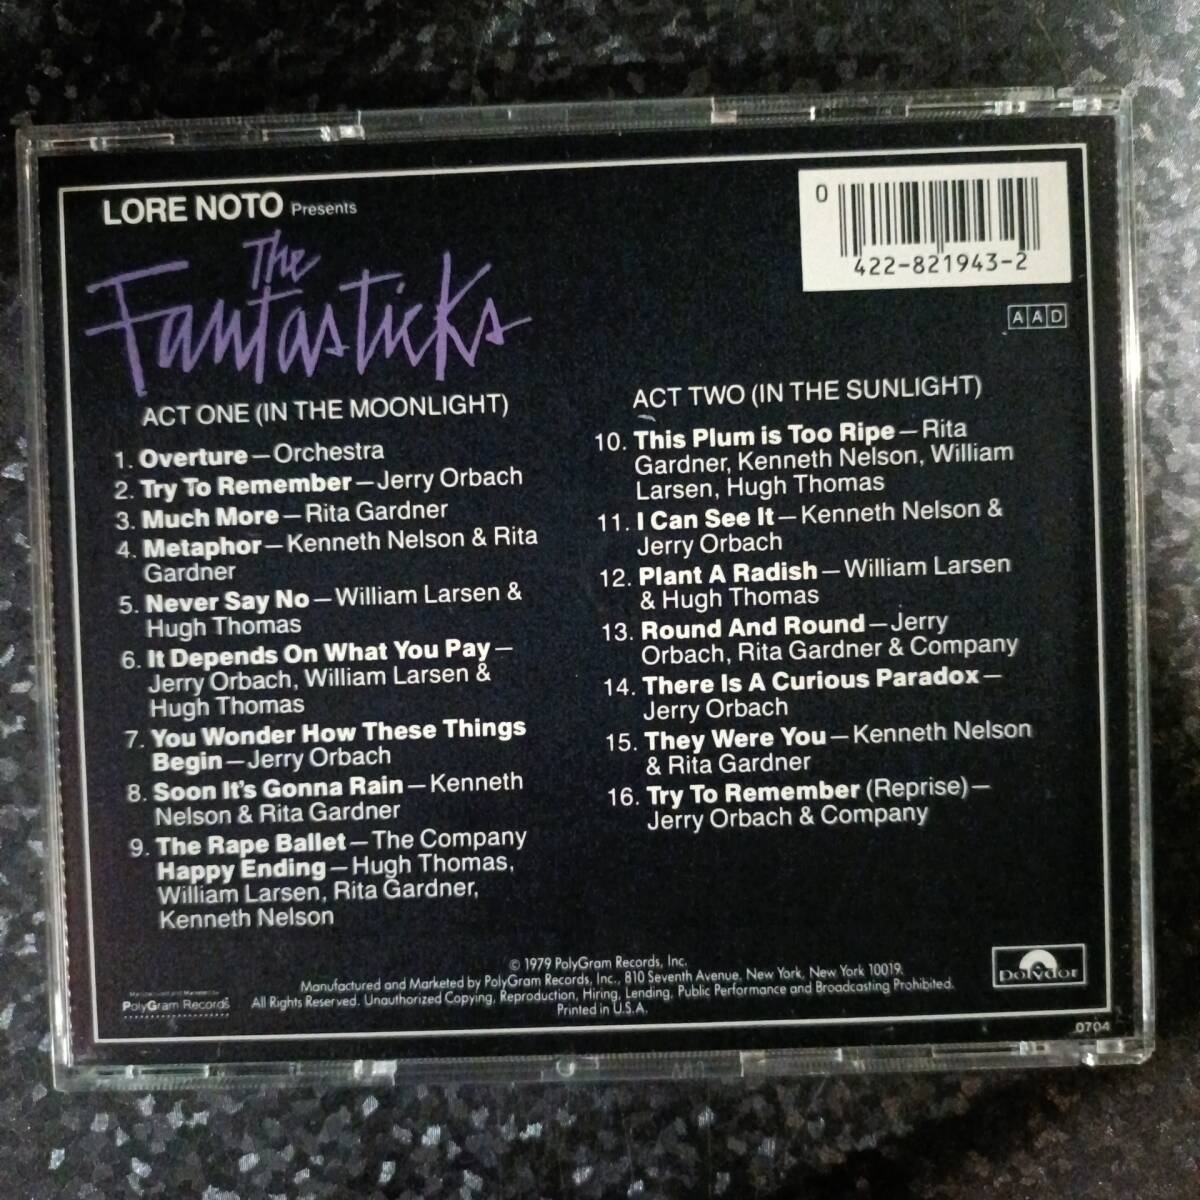 LORE NOTO Presents
The
Fantasticks
0
422-821943-2
AAD
ACT ONE (IN THE MOONLIGHT)
1. Overture—Orchestra
2. Try To Remember—Jerry Orbach
3. Much More—Rita Gardner
4. Metaphor—Kenneth Nelson & Rita
Gardner
5. Never Say No—William Larsen &
Hugh Thomas
6. It Depends On What You Pay—
Jerry Orbach, William Larsen &
Hugh Thomas
7. You Wonder How These Things
Begin—Jerry Orbach
8. Soon It's Gonna Rain—Kenneth
Nelson & Rita Gardner
9. The Rape Ballet—The Company
Happy Ending—Hugh Thomas,
William Larsen, Rita Gardner,
Kenneth Nelson
ACT TWO (IN THE SUNLIGHT)
10. This Plum is Too Ripe—Rita
Gardner, Kenneth Nelson, William
Larsen, Hugh Thomas
11. I Can See It—Kenneth Nelson &
Jerry Orbach
12. Plant A Radish—William Larsen
& Hugh Thomas
13. Round And Round—Jerry
Orbach, Rita Gardner & Company
14. There Is A Curious Paradox—
Jerry Orbach
15. They Were You—Kenneth Nelson
& Rita Gardner
16. Try To Remember (Reprise)—
Jerry Orbach & Company
© 1979 PolyGram Records, Inc.
Manufactured and Marketed by PolyGram Records, Inc., 810 Seventh Avenue, New York, New York 10019.
All Rights Reserved. Unauthorized Copying, Reproduction, Hiring, Lending, Public Performance and Broadcasting Prohibited.
Printed in U.S.A.
Manufactured and Marketed by
PolyGram Records
polydor
0704